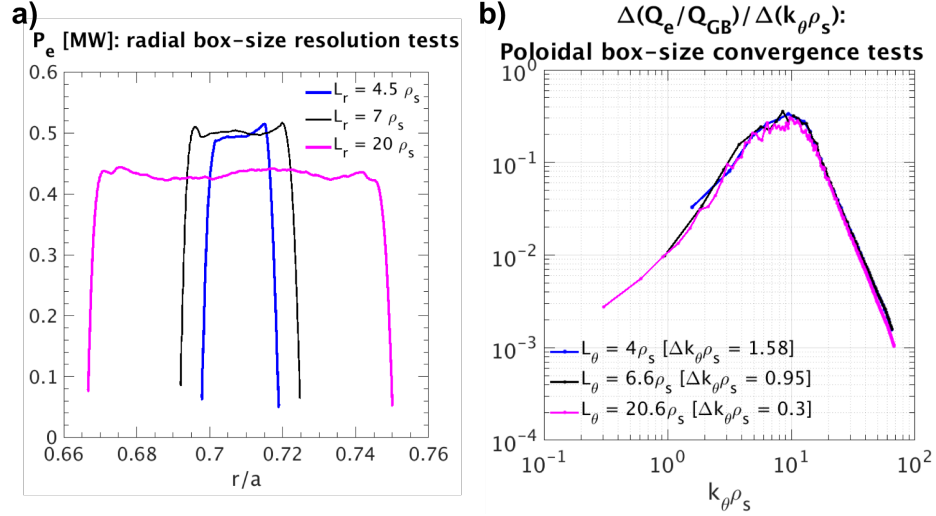 a)
P_e [MW]: radial box-size resolution tests
0.6
0.5
0.4
0.3
0.2
0.1
0
0.66 0.68 0.7 0.72 0.74 0.76
r/a
L_r = 4.5 ρ_s
L_r = 7 ρ_s
L_r = 20 ρ_s
b)
Δ(Q_e/Q_GB)/Δ(k_θρ_s):
Poloidal box-size convergence tests
10^0
10^-1
10^-2
10^-3
10^-4
10^-1 10^0 10^1 10^2
k_θρ_s
L_θ = 4ρ_s [Δk_θρ_s = 1.58]
L_θ = 6.6ρ_s [Δk_θρ_s = 0.95]
L_θ = 20.6ρ_s [Δk_θρ_s = 0.3]